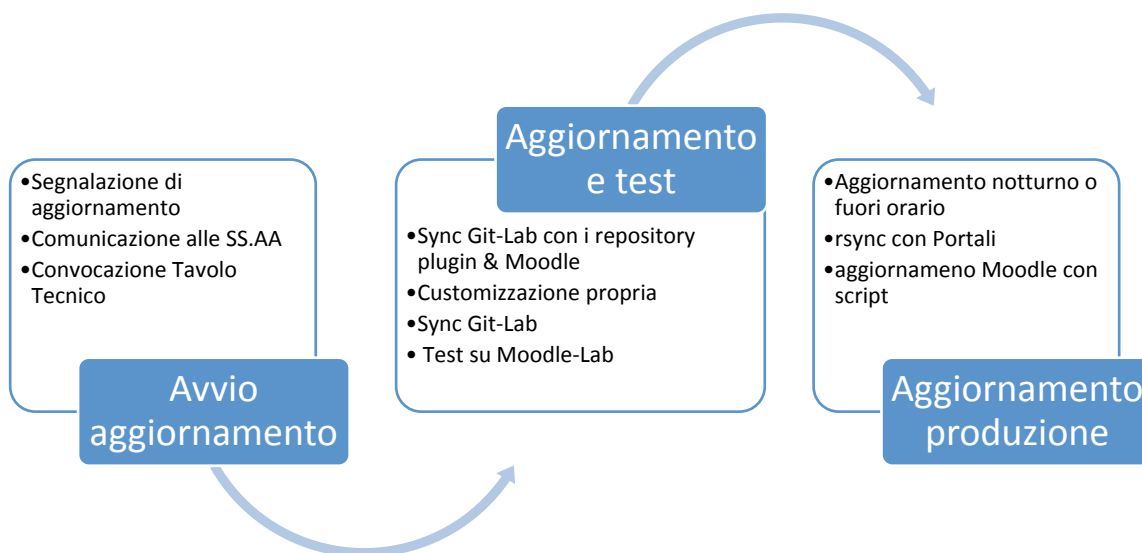 •Segnalazione di
aggiornamento
•Comunicazione alle SS.AA
•Convocazione Tavolo
Tecnico
Avvio
aggiornamento
Aggiornamento
e test
•Sync Git-Lab con i repository
plugin & Moodle
•Customizzazione propria
•Sync Git-Lab
• Test su Moodle-Lab
•Aggiornamento notturno o
fuori orario
•rsync con Portali
•aggiornameno Moodle con
script
Aggiornamento
produzione